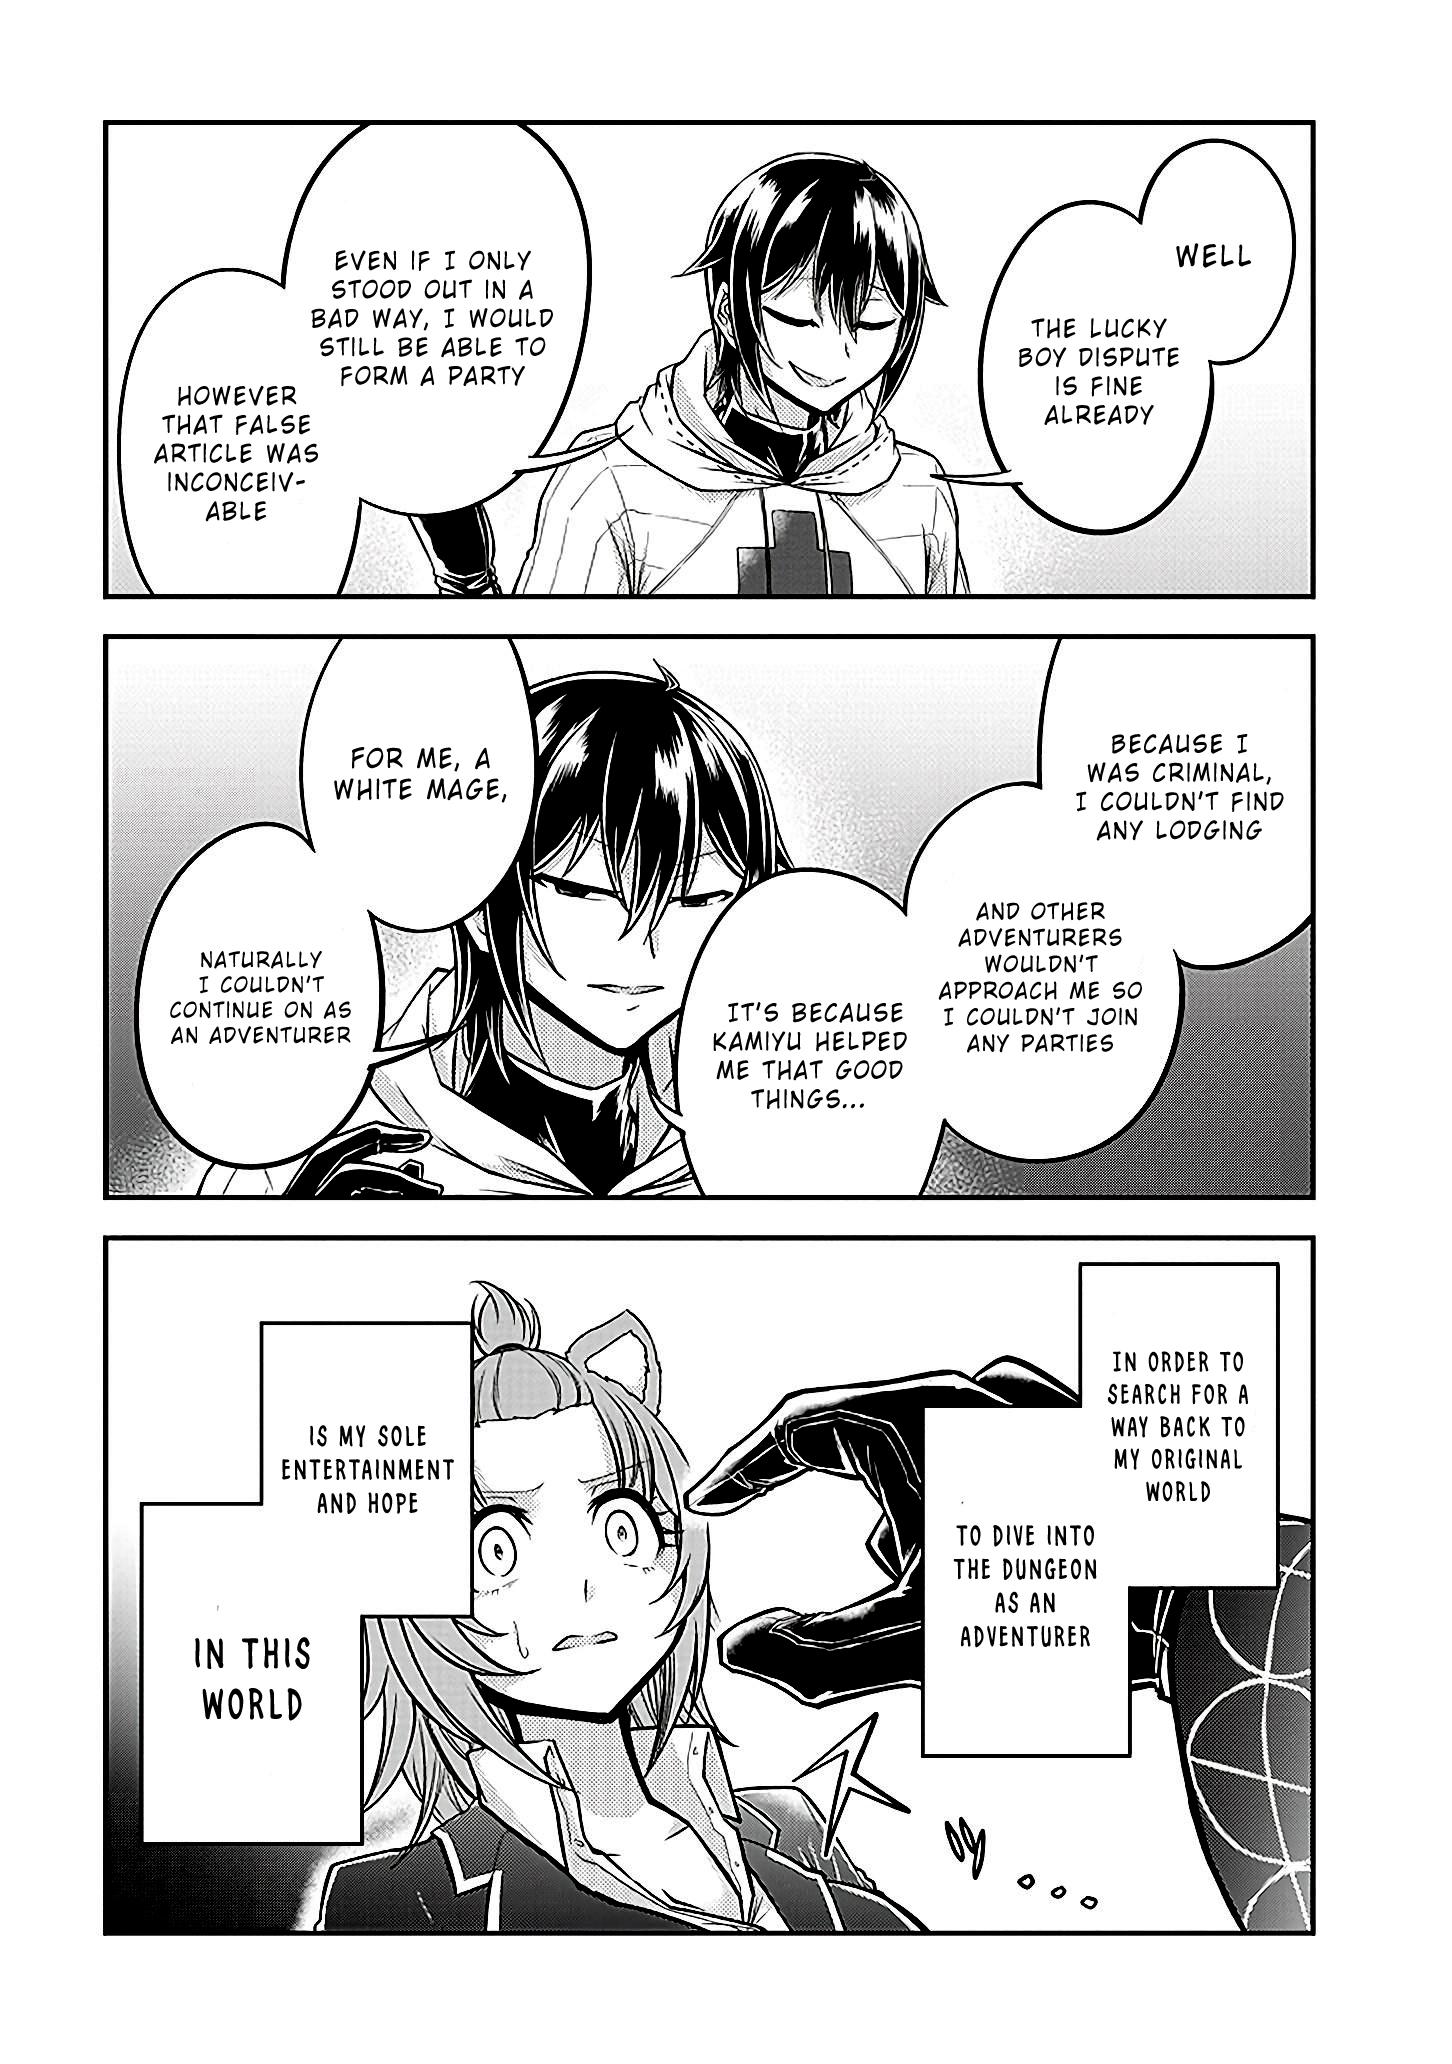 WELL
THE LUCKY
BOY DISPUTE
IS FINE
ALREADY
EVEN IF I ONLY
STOOD OUT IN A
BAD WAY, I WOULD
STILL BE ABLE TO
FORM A PARTY
HOWEVER
THAT FALSE
ARTICLE WAS
INCONCEIV-
ABLE
BECAUSE I
WAS CRIMINAL,
I COULDN'T FIND
ANY LODGING
AND OTHER
ADVENTURERS
WOULDN'T
APPROACH ME SO
I COULDN'T JOIN
ANY PARTIES
IT'S BECAUSE
KAMIYU HELPED
ME THAT GOOD
THINGS...
FOR ME, A
WHITE MAGE,
NATURALLY
I COULDN'T
CONTINUE ON AS
AN ADVENTURER
IN ORDER TO
SEARCH FOR A
WAY BACK TO
MY ORIGINAL
WORLD
TO DIVE INTO
THE DUNGEON
AS AN
ADVENTURER
IS MY SOLE
ENTERTAINMENT
AND HOPE
IN THIS
WORLD